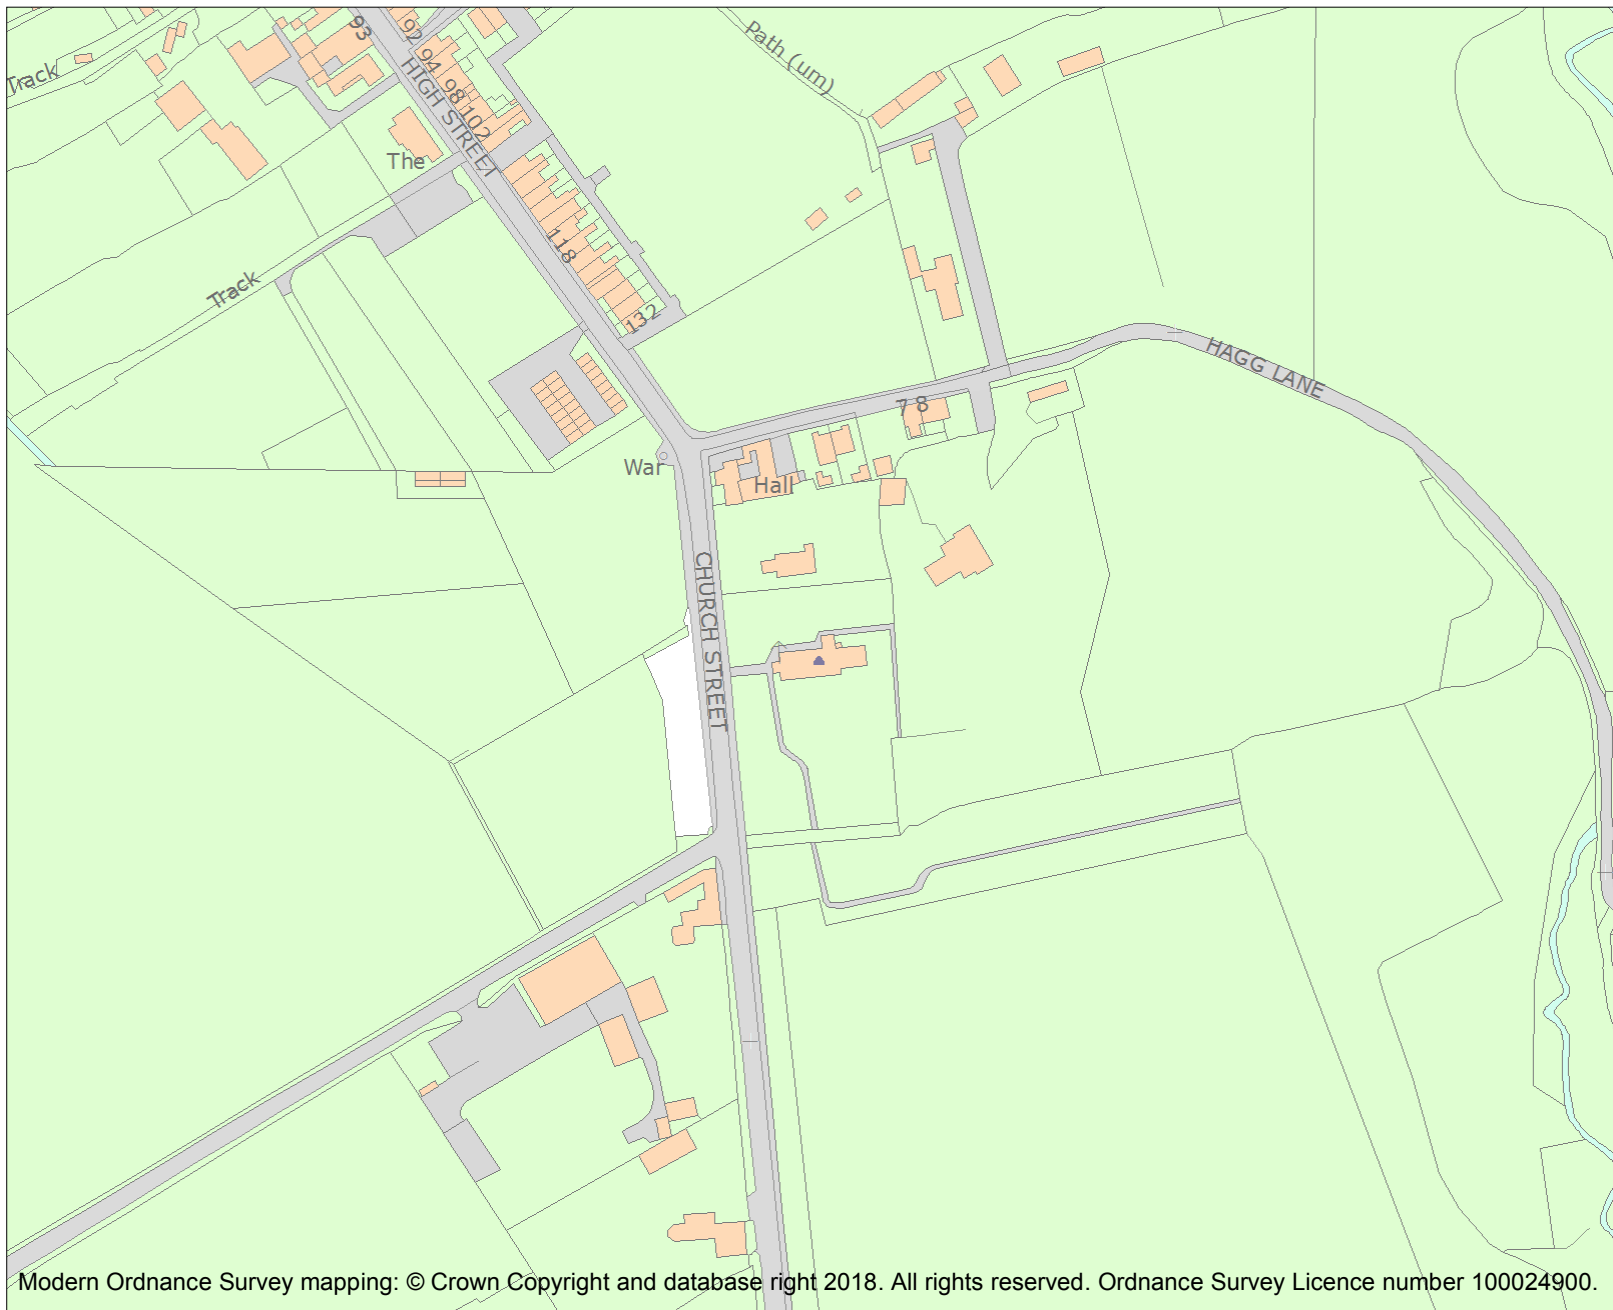 93
92
94
98
102
HIGH STREET
Track
Path (um)
The
118
Track
132
HAGG LANE
7 8
War
Hall
CHURCH STREET
Modern Ordnance Survey mapping: © Crown Copyright and database right 2018. All rights reserved. Ordnance Survey Licence number 100024900.